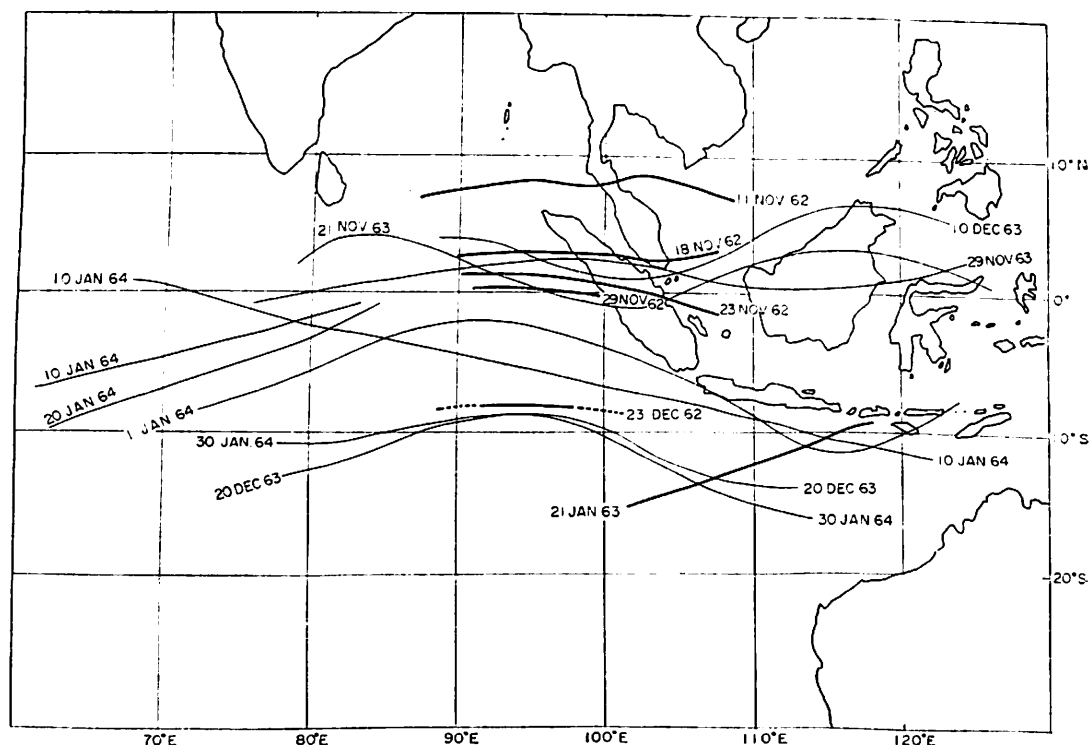 10°N
11 NOV 62
21 NOV 63
10 DEC 63
18 NOV 62
29 NOV 63
10 JAN 64
29 NOV 62
23 NOV 62
0°
10 JAN 64
20 JAN 64
1 JAN 64
23 DEC 62
30 JAN 64
10°S
10 JAN 64
20 DEC 63
20 DEC 63
21 JAN 63
30 JAN 64
20°S
70°E
80°E
90°E
100°E
110°E
120°E